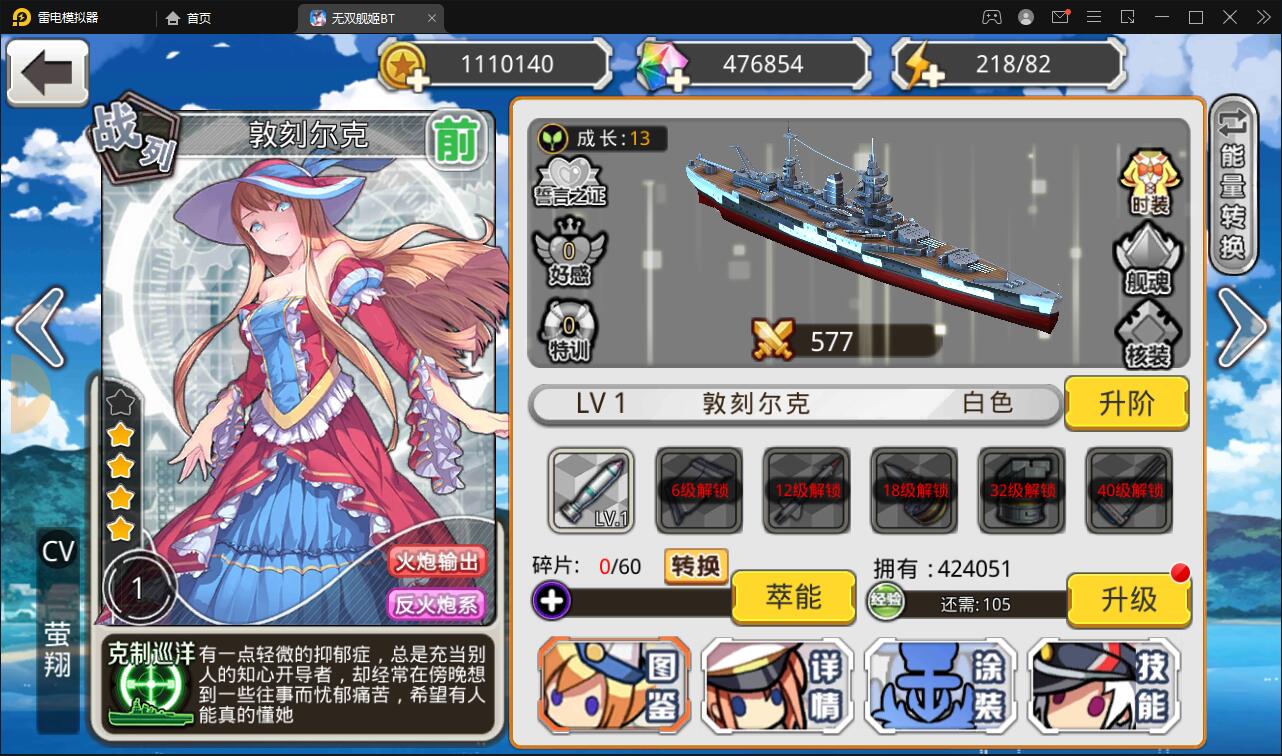 雷电模拟器
首页
无双舰姬BT
1110140
476854
218/82
战列
敦刻尔克
前
成长:13
誓言之证
0
好感
0
特训
时装
舰魂
核装
577
能量转换
LV 1
敦刻尔克
白色
升阶
LV.1
6级解锁
12级解锁
18级解锁
32级解锁
40级解锁
碎片: 0/60
转换
萃能
拥有 :424051
经验
还需:105
升级
CV
萤翔
1
火炮输出
反火炮系
克制巡洋
有一点轻微的抑郁症，总是充当别
人的知心开导者，却经常在傍晚想
到一些往事而忧郁痛苦，希望有人
能真的懂她
图鉴
详情
涂装
技能